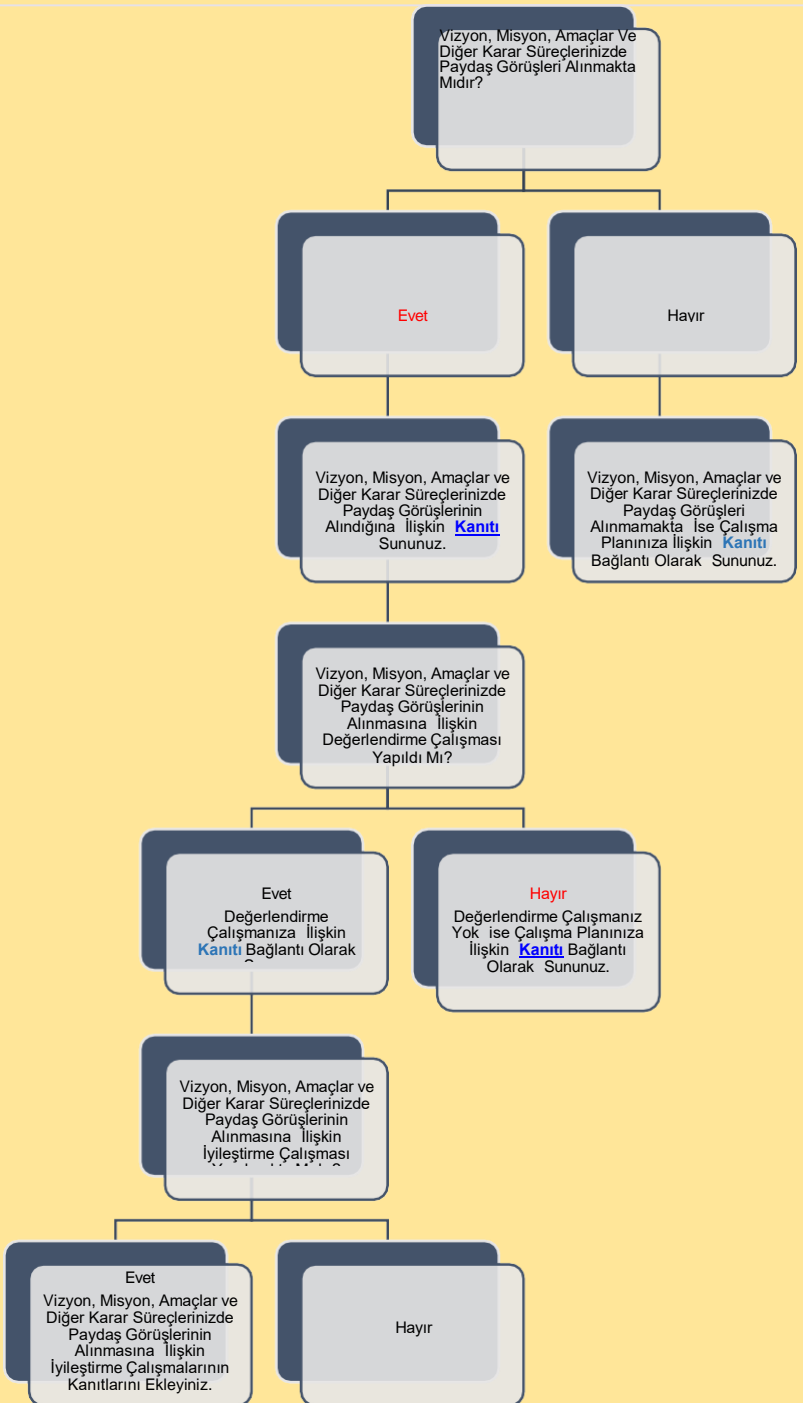 Vizyon, Misyon, Amaçlar Ve
Diğer Karar Süreçlerinizde
Paydaş Görüşleri Alınmakta
Mıdır?
Evet
Hayır
Vizyon, Misyon, Amaçlar ve
Diğer Karar Süreçlerinizde
Paydaş Görüşlerinin
Alındığına İlişkin Kanıtı
Sununuz.
Vizyon, Misyon, Amaçlar ve
Diğer Karar Süreçlerinizde
Paydaş Görüşleri
Alınmamakta İse Çalışma
Planınıza İlişkin Kanıtı
Bağlantı Olarak Sununuz.
Vizyon, Misyon, Amaçlar ve
Diğer Karar Süreçlerinizde
Paydaş Görüşlerinin
Alınmasına İlişkin
Değerlendirme Çalışması
Yapıldı Mı?
Evet
Değerlendirme
Çalışmanıza İlişkin
Kanıtı Bağlantı Olarak
Hayır
Değerlendirme Çalışmanız
Yok ise Çalışma Planınıza
İlişkin Kanıtı Bağlantı
Olarak Sununuz.
Vizyon, Misyon, Amaçlar ve
Diğer Karar Süreçlerinizde
Paydaş Görüşlerinin
Alınmasına İlişkin
İyileştirme Çalışması
Evet
Vizyon, Misyon, Amaçlar ve
Diğer Karar Süreçlerinizde
Paydaş Görüşlerinin
Alınmasına İlişkin
İyileştirme Çalışmalarının
Kanıtlarını Ekleyiniz.
Hayır